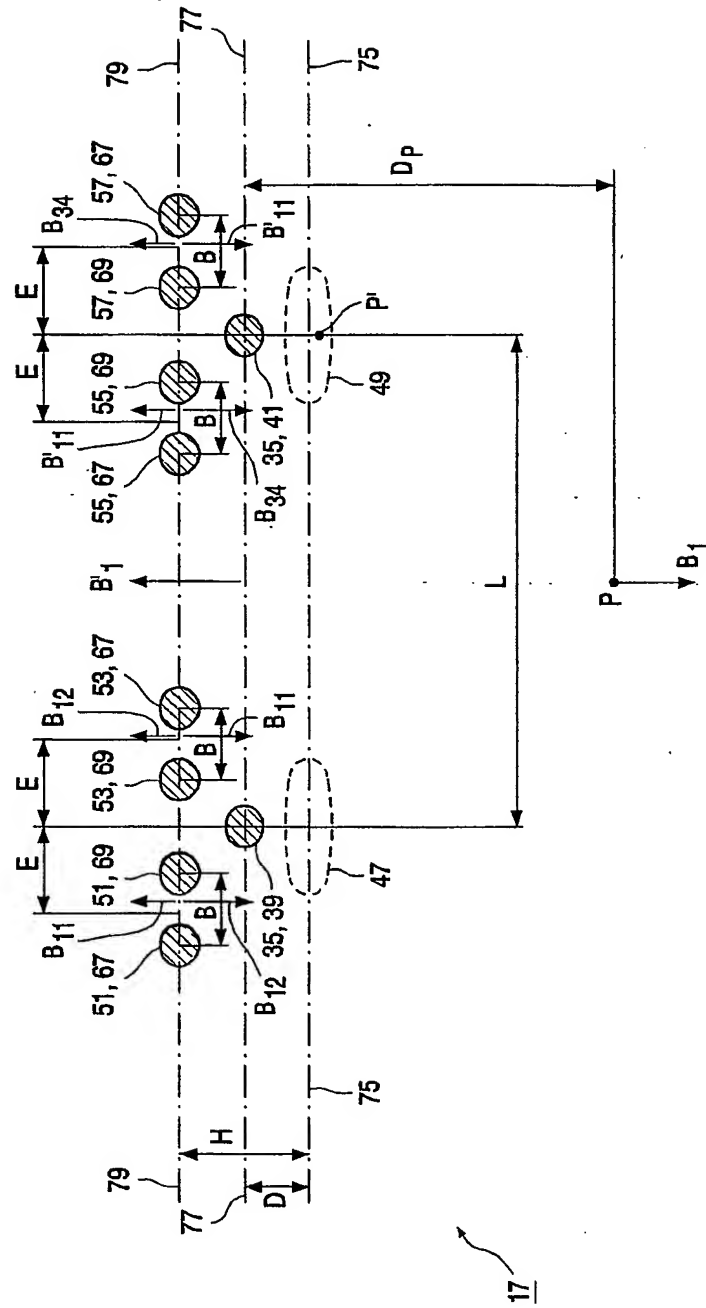 E
E
E
E
B₁₁
51, 67
51, 69
53, 69
53, 67
B₁₂
B'₁
B'₁₁
55, 67
55, 69
57, 69
57, 67
B₃₄
79
77
79
77
75
H
D
B
B
B
B
B₁₂
35, 39
B₁₁
B₃₄
35, 41
B'₁₁
75
47
49
P'
L
Dₚ
P
B₁
17